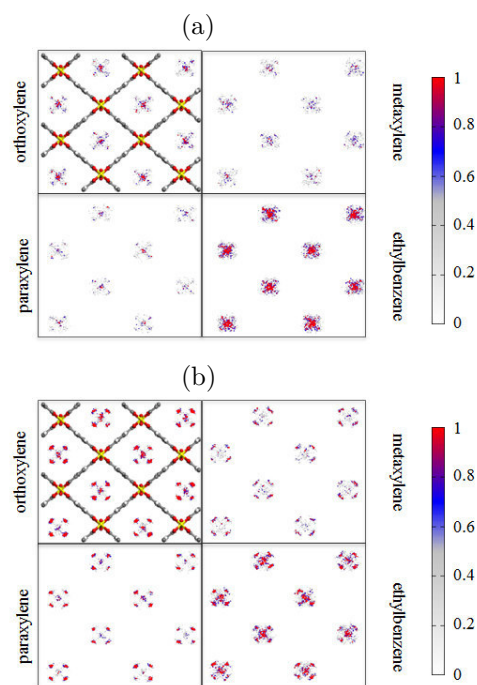 (a)
orthoxylene
metaxylene
paraxylene
ethylbenzene
1
0.8
0.6
0.4
0.2
0
(b)
orthoxylene
metaxylene
paraxylene
ethylbenzene
1
0.8
0.6
0.4
0.2
0